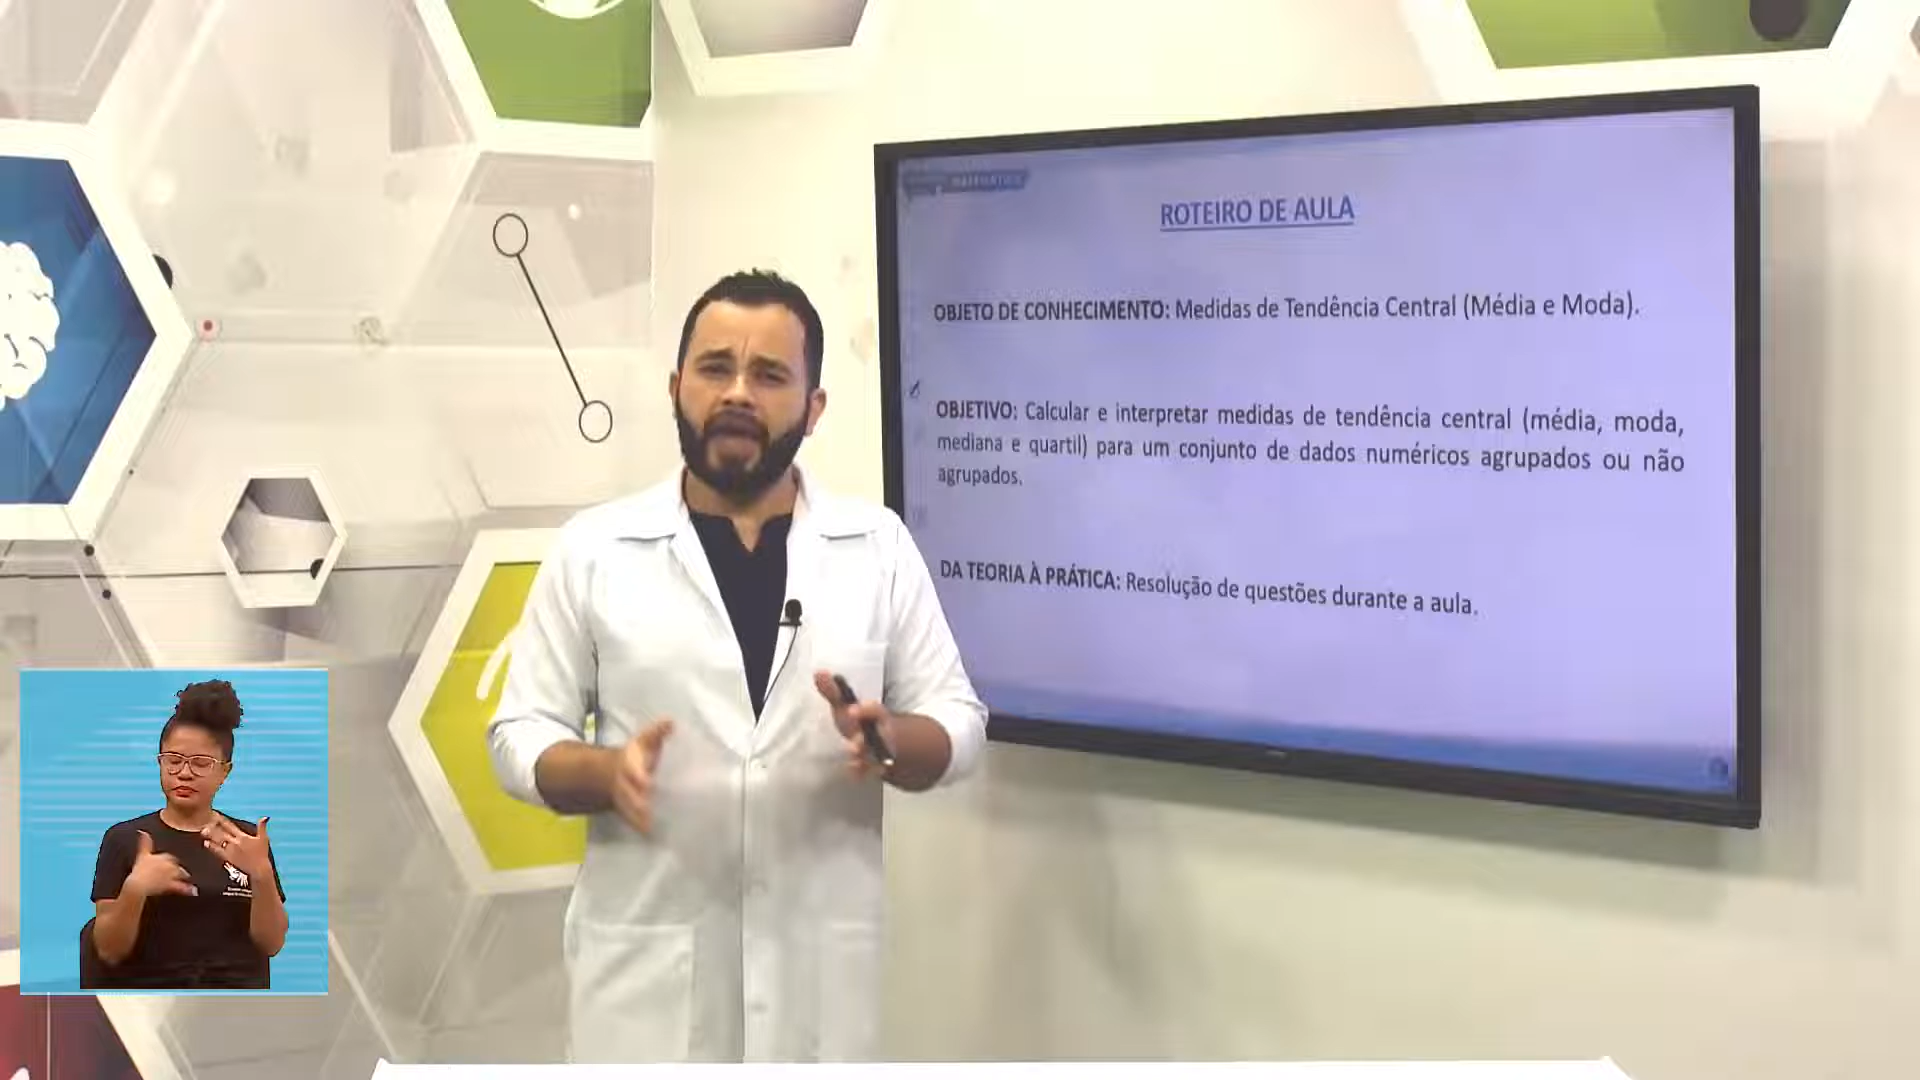 MATEMÁTICA
ROTEIRO DE AULA
OBJETO DE CONHECIMENTO: Medidas de Tendência Central (Média e Moda).
OBJETIVO: Calcular e interpretar medidas de tendência central (média, moda,
mediana e quartil) para um conjunto de dados numéricos agrupados ou não
agrupados.
DA TEORIA À PRÁTICA: Resolução de questões durante a aula.